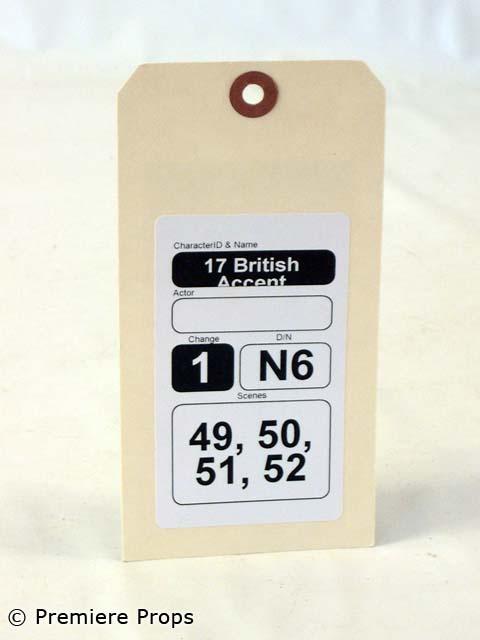 CharacterID & Name
17 British
Accent
Actor
Change
D/N
1
N6
Scenes
49, 50,
51, 52
© Premiere Props